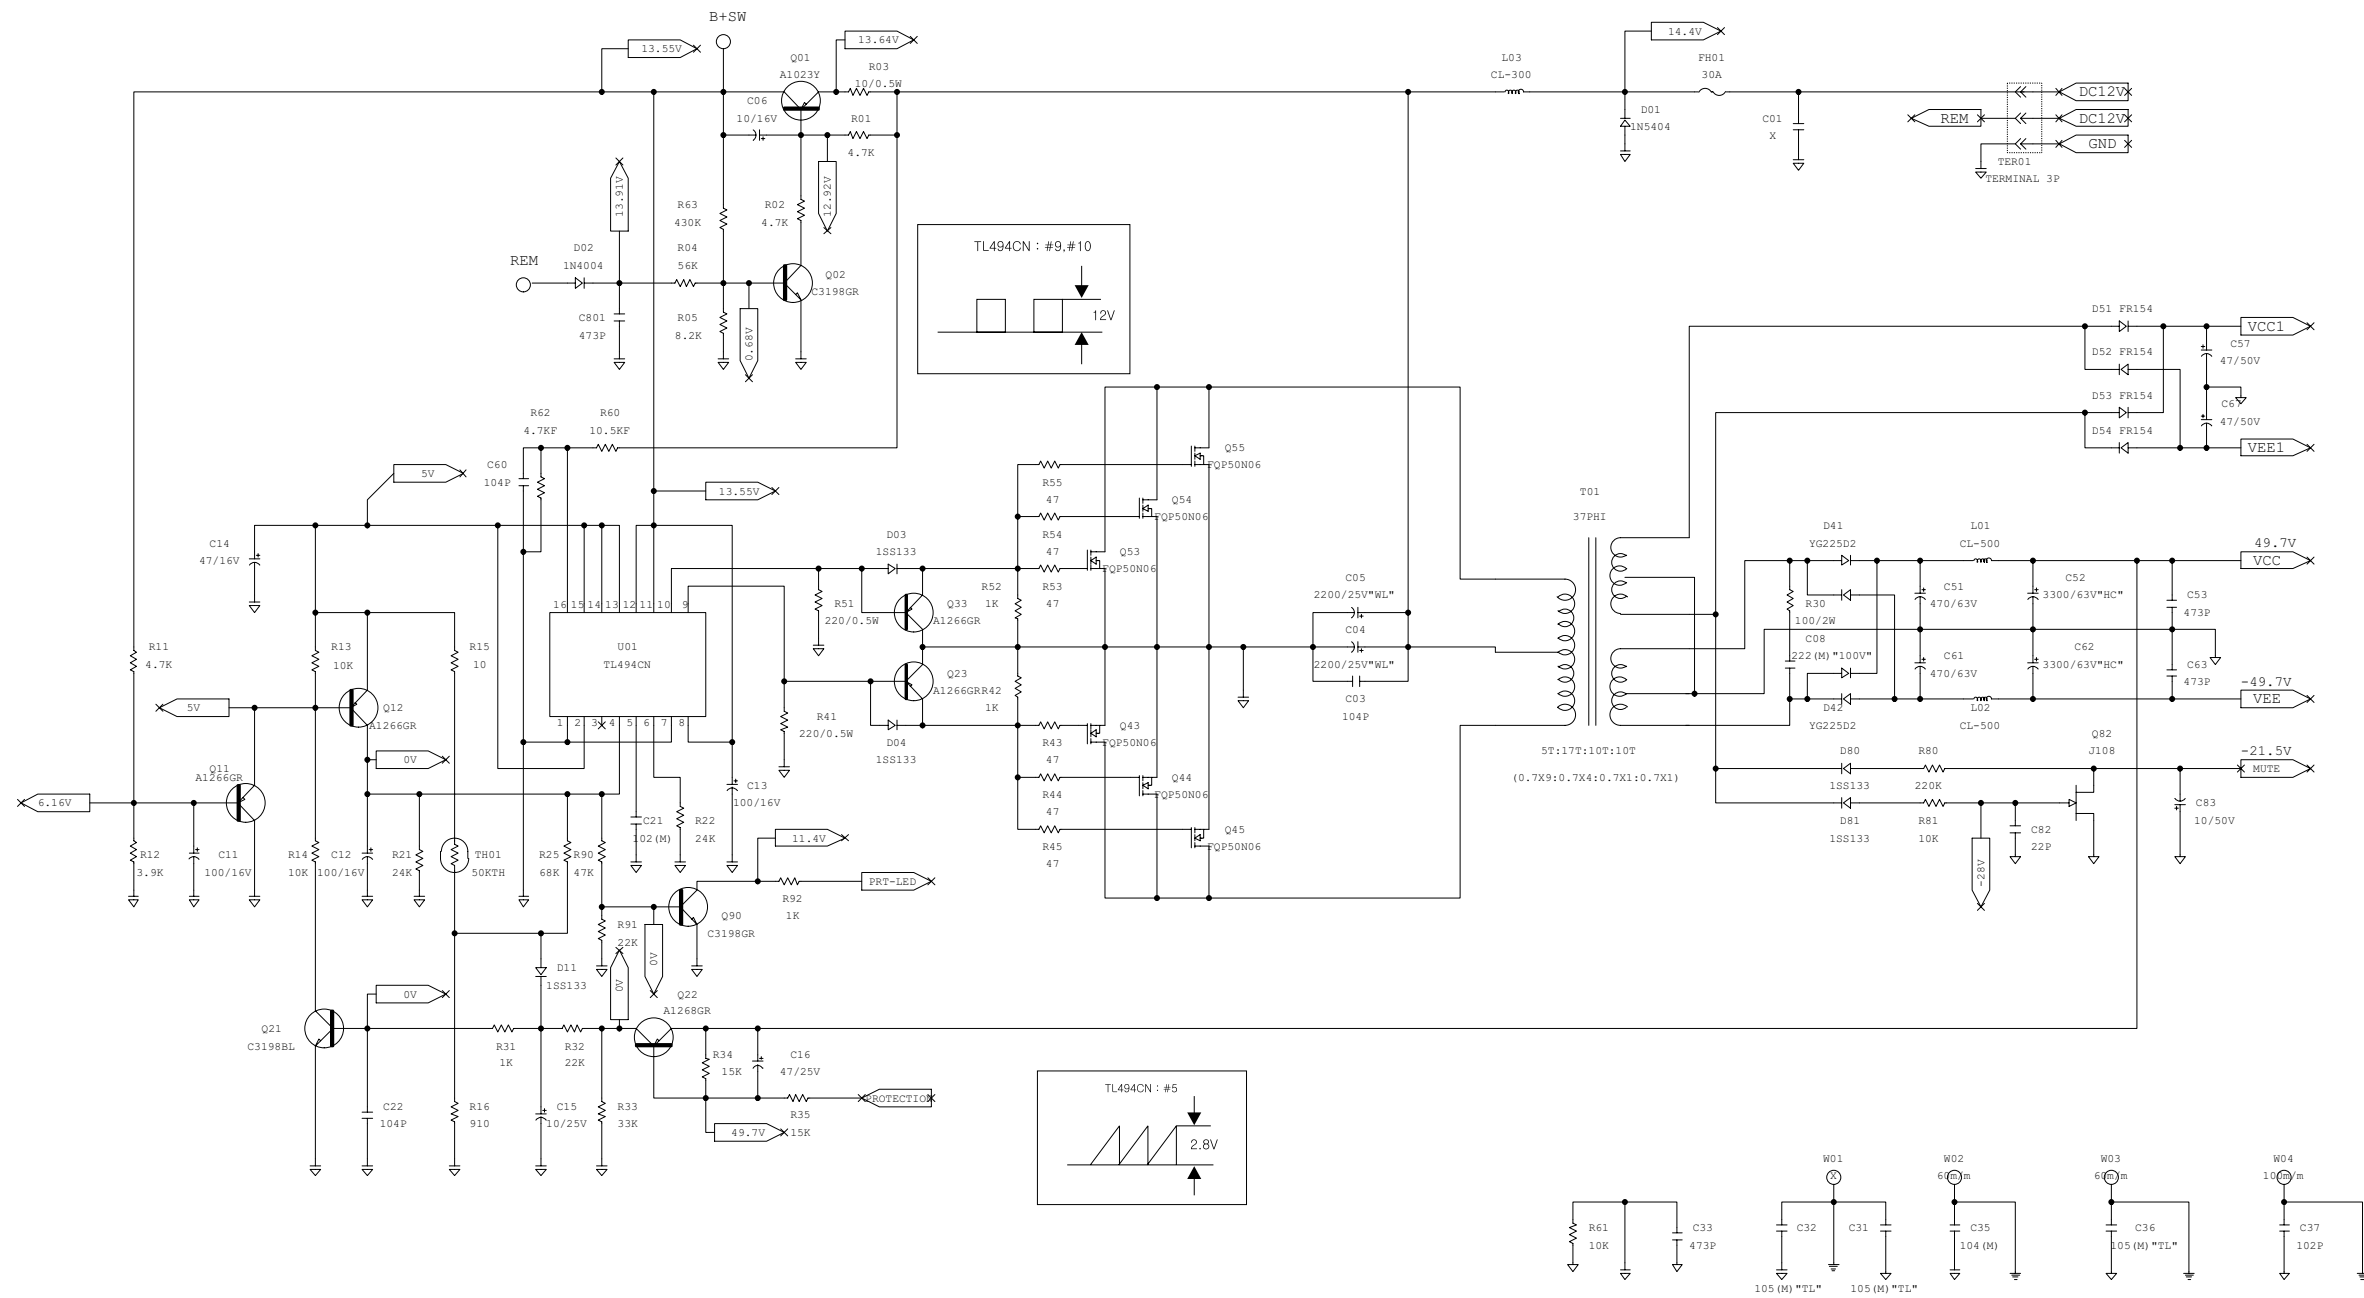 B+SW
13.55V
13.64V
14.4V
Q01
A1023Y
R03
10/0.5W
L03
CL-300
FH01
30A
C06
10/16V
R01
4.7K
D01
1N5404
C01
X
DC12V
REM
DC12V
GND
TER01
TERMINAL 3P
13.91V
12.92V
R63
430K
R02
4.7K
D02
1N4004
R04
56K
REM
Q02
C3198GR
C801
473P
R05
8.2K
0.68V
TL494CN : #9,#10
12V
D51 FR154
VCC1
C57
47/50V
D52 FR154
D53 FR154
C67
47/50V
D54 FR154
VEE1
R62
4.7KF
R60
10.5KF
C60
104P
5V
13.55V
Q55
FQP50N06
R55
47
Q54
FQP50N06
R54
47
Q53
FQP50N06
R53
47
T01
37PHI
C14
47/16V
D03
1SS133
R52
1K
R51
220/0.5W
Q33
A1266GR
16 15 14 13 12 11 10 9
U01
TL494CN
1 2 3 4 5 6 7 8
C05
2200/25V"WL"
C04
2200/25V"WL"
C03
104P
D41
YG225D2
L01
CL-500
49.7V
VCC
C51
470/63V
C52
3300/63V"HC"
C53
473P
R30
100/2W
C08
222(M)"100V"
C61
470/63V
C62
3300/63V"HC"
C63
473P
-49.7V
VEE
D42
YG225D2
L02
CL-500
R11
4.7K
R13
10K
R15
10
5V
Q12
A1266GR
0V
Q23
A1266GR
R42
1K
R41
220/0.5W
D04
1SS133
Q43
FQP50N06
R43
47
Q44
FQP50N06
R44
47
Q45
FQP50N06
R45
47
5T:17T:10T:10T
(0.7X9:0.7X4:0.7X1:0.7X1)
Q82
J108
-21.5V
MUTE
D80
1SS133
R80
220K
D81
1SS133
R81
10K
C82
22P
C83
10/50V
-28V
Q11
A1266GR
6.16V
C13
100/16V
C21
102(M)
R22
24K
11.4V
R12
3.9K
C11
100/16V
R14
10K
C12
100/16V
R21
24K
TH01
50KTH
R25
68K
R90
47K
PRT-LED
R92
1K
Q90
C3198GR
R91
22K
0V
0V
D11
1SS133
0V
Q22
A1268GR
Q21
C3198BL
R31
1K
R32
22K
R34
15K
C16
47/25V
C22
104P
R16
910
C15
10/25V
R33
33K
PROTECTION
R35
15K
49.7V
TL494CN : #5
2.8V
R61
10K
C33
473P
W01
X
C32
105(M)"TL"
C31
105(M)"TL"
W02
60m/m
C35
104(M)
W03
60m/m
C36
105(M)"TL"
W04
100m/m
C37
102P